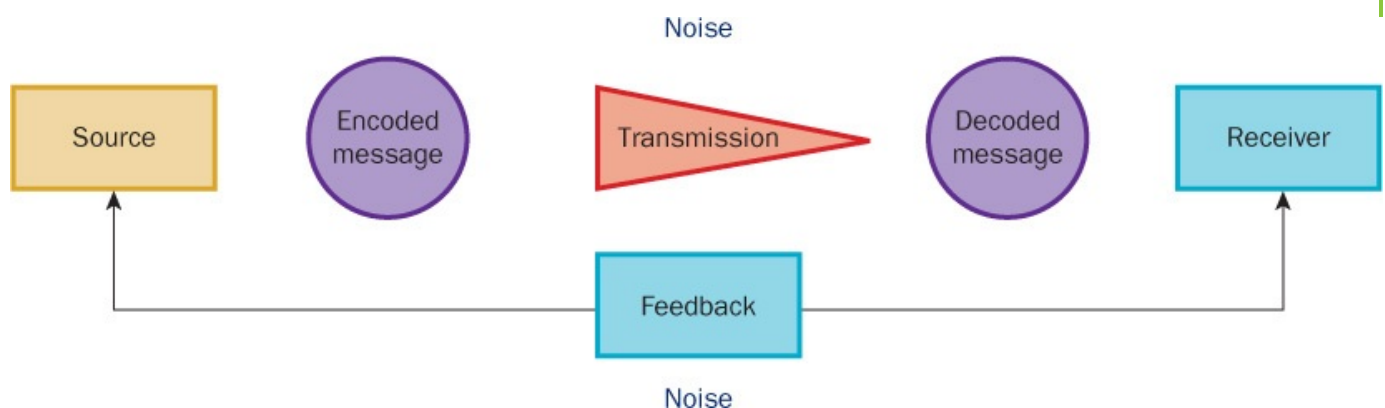 Noise
Source
Encoded
message
Transmission
Decoded
message
Receiver
Feedback
Noise